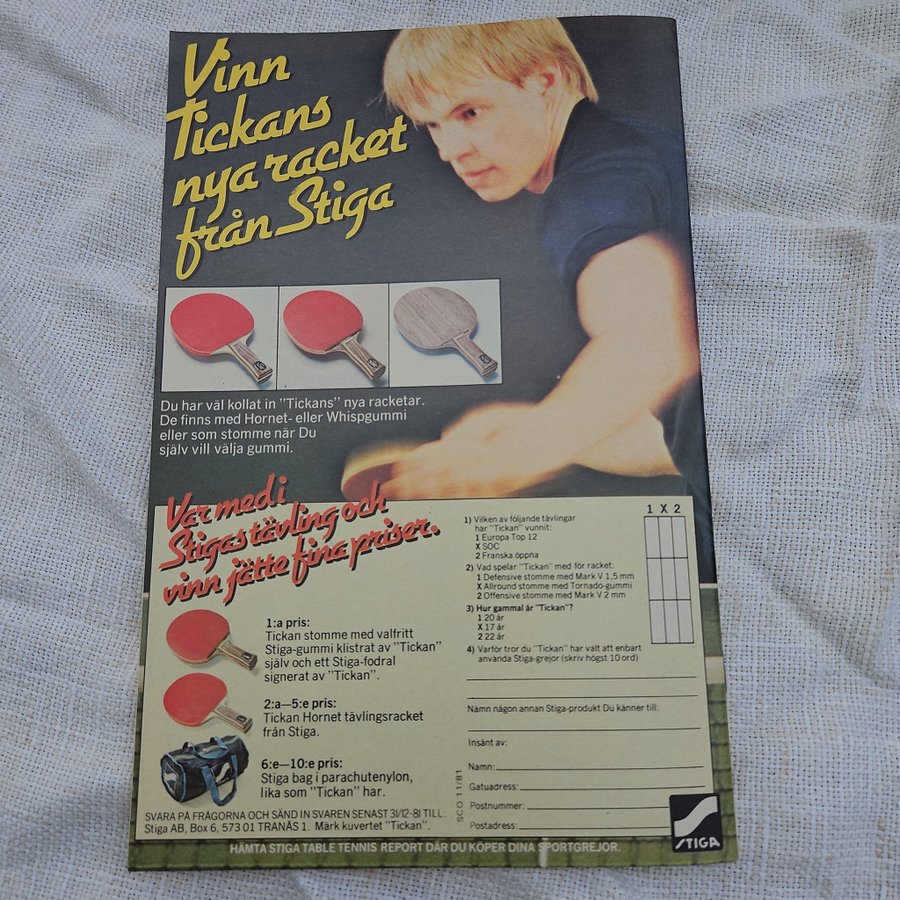 Vinn
Tickans
nya racket
från Stiga
Du har väl kollat in "Tickans" nya racketar.
De finns med Hornet- eller Whispgummi
eller som stomme när Du
själv vill välja gummi.
Var med i
Stigas tävling och
vinn jätte fina priser.
1:a pris:
Tickan stomme med valfritt
Stiga-gummi klistrat av "Tickan"
själv och ett Stiga-fodral
signerat av "Tickan".
2:a—5:e pris:
Tickan Hornet tävlingsracket
från Stiga.
6:e—10:e pris:
Stiga bag i parachutenylon,
lika som "Tickan" har.
SVARA PÅ FRÅGORNA OCH SÄND IN SVAREN SENAST 31/12-81 TILL:
Stiga AB, Box 6, 573 01 TRANÅS 1. Märk kuvertet "Tickan".
1 X 2
1) Vilken av följande tävlingar
har "Tickan" vunnit:
1 Europa Top 12
X SOC
2 Franska öppna
2) Vad spelar "Tickan" med för racket:
1 Defensive stomme med Mark V 1,5 mm
X Allround stomme med Tornado-gummi
2 Offensive stomme med Mark V 2 mm
3) Hur gammal är "Tickan"?
1 20 år
X 17 år
2 22 år
4) Varför tror du "Tickan" har valt att enbart
använda Stiga-grejor (skriv högst 10 ord)
Nämn någon annan Stiga-produkt Du känner till:
Insänt av:
Namn:
Gatuadress:
Postnummer:
Postadress:
SCO 11/81
STIGA
HÄMTA STIGA TABLE TENNIS REPORT DÄR DU KÖPER DINA SPORTGREJOR.